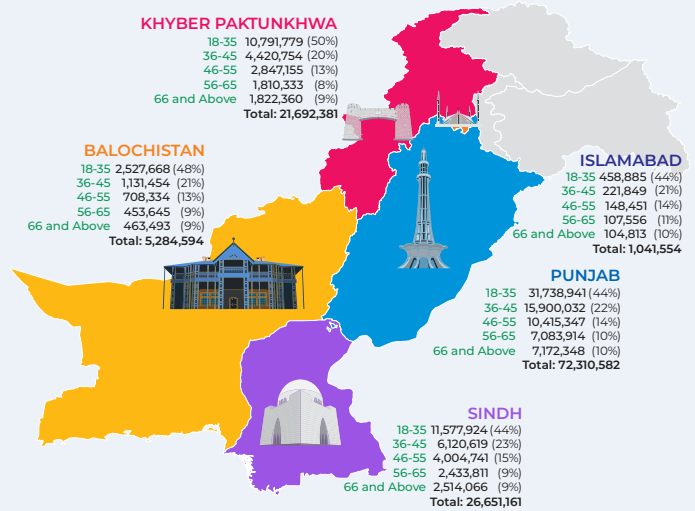 KHYBER PAKTUNKHWA
18-35 10,791,779 (50%)
36-45 4,420,754 (20%)
46-55 2,847,155 (13%)
56-65 1,810,333 (8%)
66 and Above 1,822,360 (9%)
Total: 21,692,381
BALOCHISTAN
18-35 2,527,668 (48%)
36-45 1,131,454 (21%)
46-55 708,334 (13%)
56-65 453,645 (9%)
66 and Above 463,493 (9%)
Total: 5,284,594
ISLAMABAD
18-35 458,885 (44%)
36-45 221,849 (21%)
46-55 148,451 (14%)
56-65 107,556 (11%)
66 and Above 104,813 (10%)
Total: 1,041,554
PUNJAB
18-35 31,738,941 (44%)
36-45 15,900,032 (22%)
46-55 10,415,347 (14%)
56-65 7,083,914 (10%)
66 and Above 7,172,348 (10%)
Total: 72,310,582
SINDH
18-35 11,577,924 (44%)
36-45 6,120,619 (23%)
46-55 4,004,741 (15%)
56-65 2,433,811 (9%)
66 and Above 2,514,066 (9%)
Total: 26,651,161